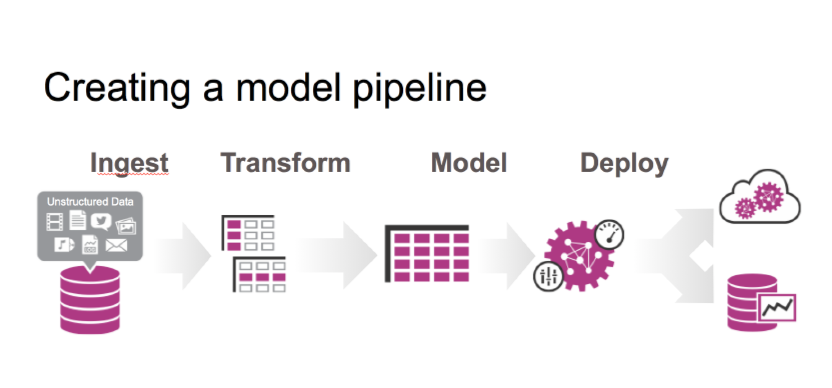 Creating a model pipeline
Ingest Transform Model Deploy
Unstructured Data